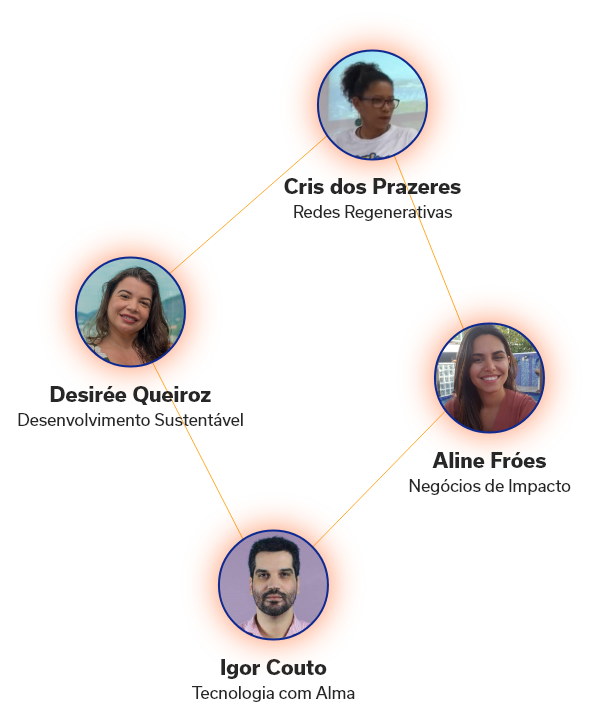 Cris dos Prazeres
Redes Regenerativas
Desirée Queiroz
Desenvolvimento Sustentável
Aline Fróes
Negócios de Impacto
Igor Couto
Tecnologia com Alma